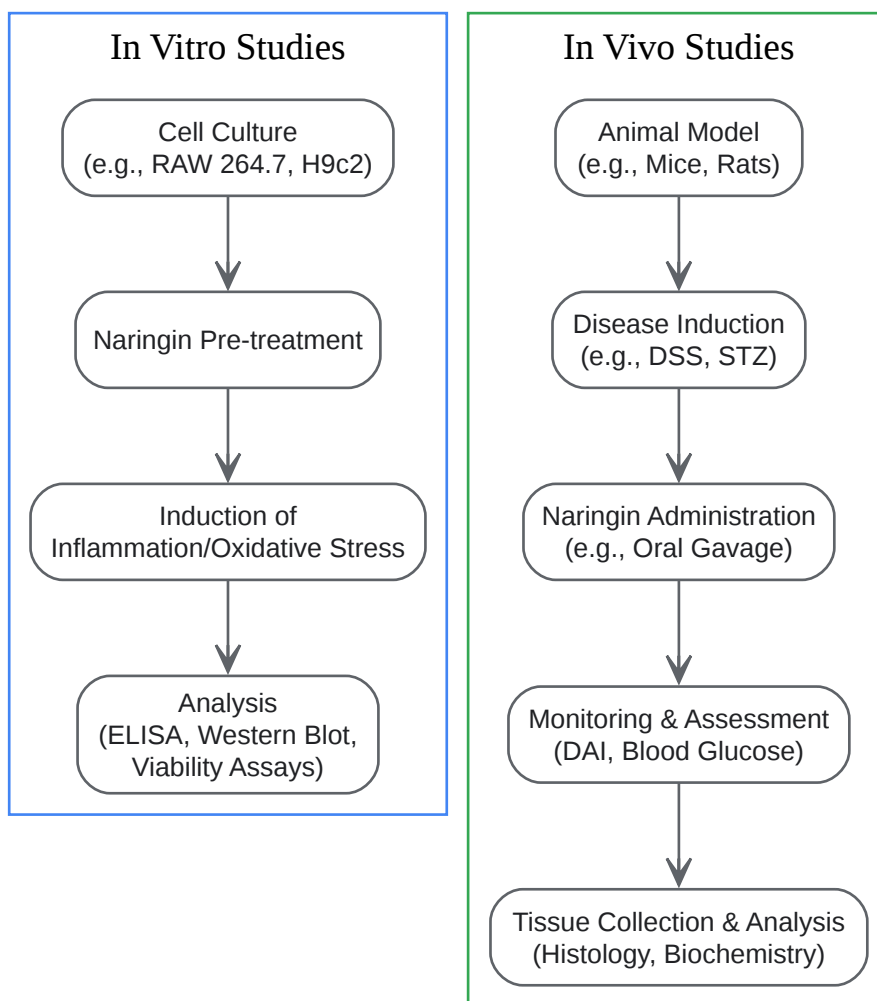 In Vitro Studies
Cell Culture
(e.g., RAW 264.7, H9c2)
Naringin Pre-treatment
Induction of
Inflammation/Oxidative Stress
Analysis
(ELISA, Western Blot,
Viability Assays)
In Vivo Studies
Animal Model
(e.g., Mice, Rats)
Disease Induction
(e.g., DSS, STZ)
Naringin Administration
(e.g., Oral Gavage)
Monitoring & Assessment
(DAI, Blood Glucose)
Tissue Collection & Analysis
(Histology, Biochemistry)